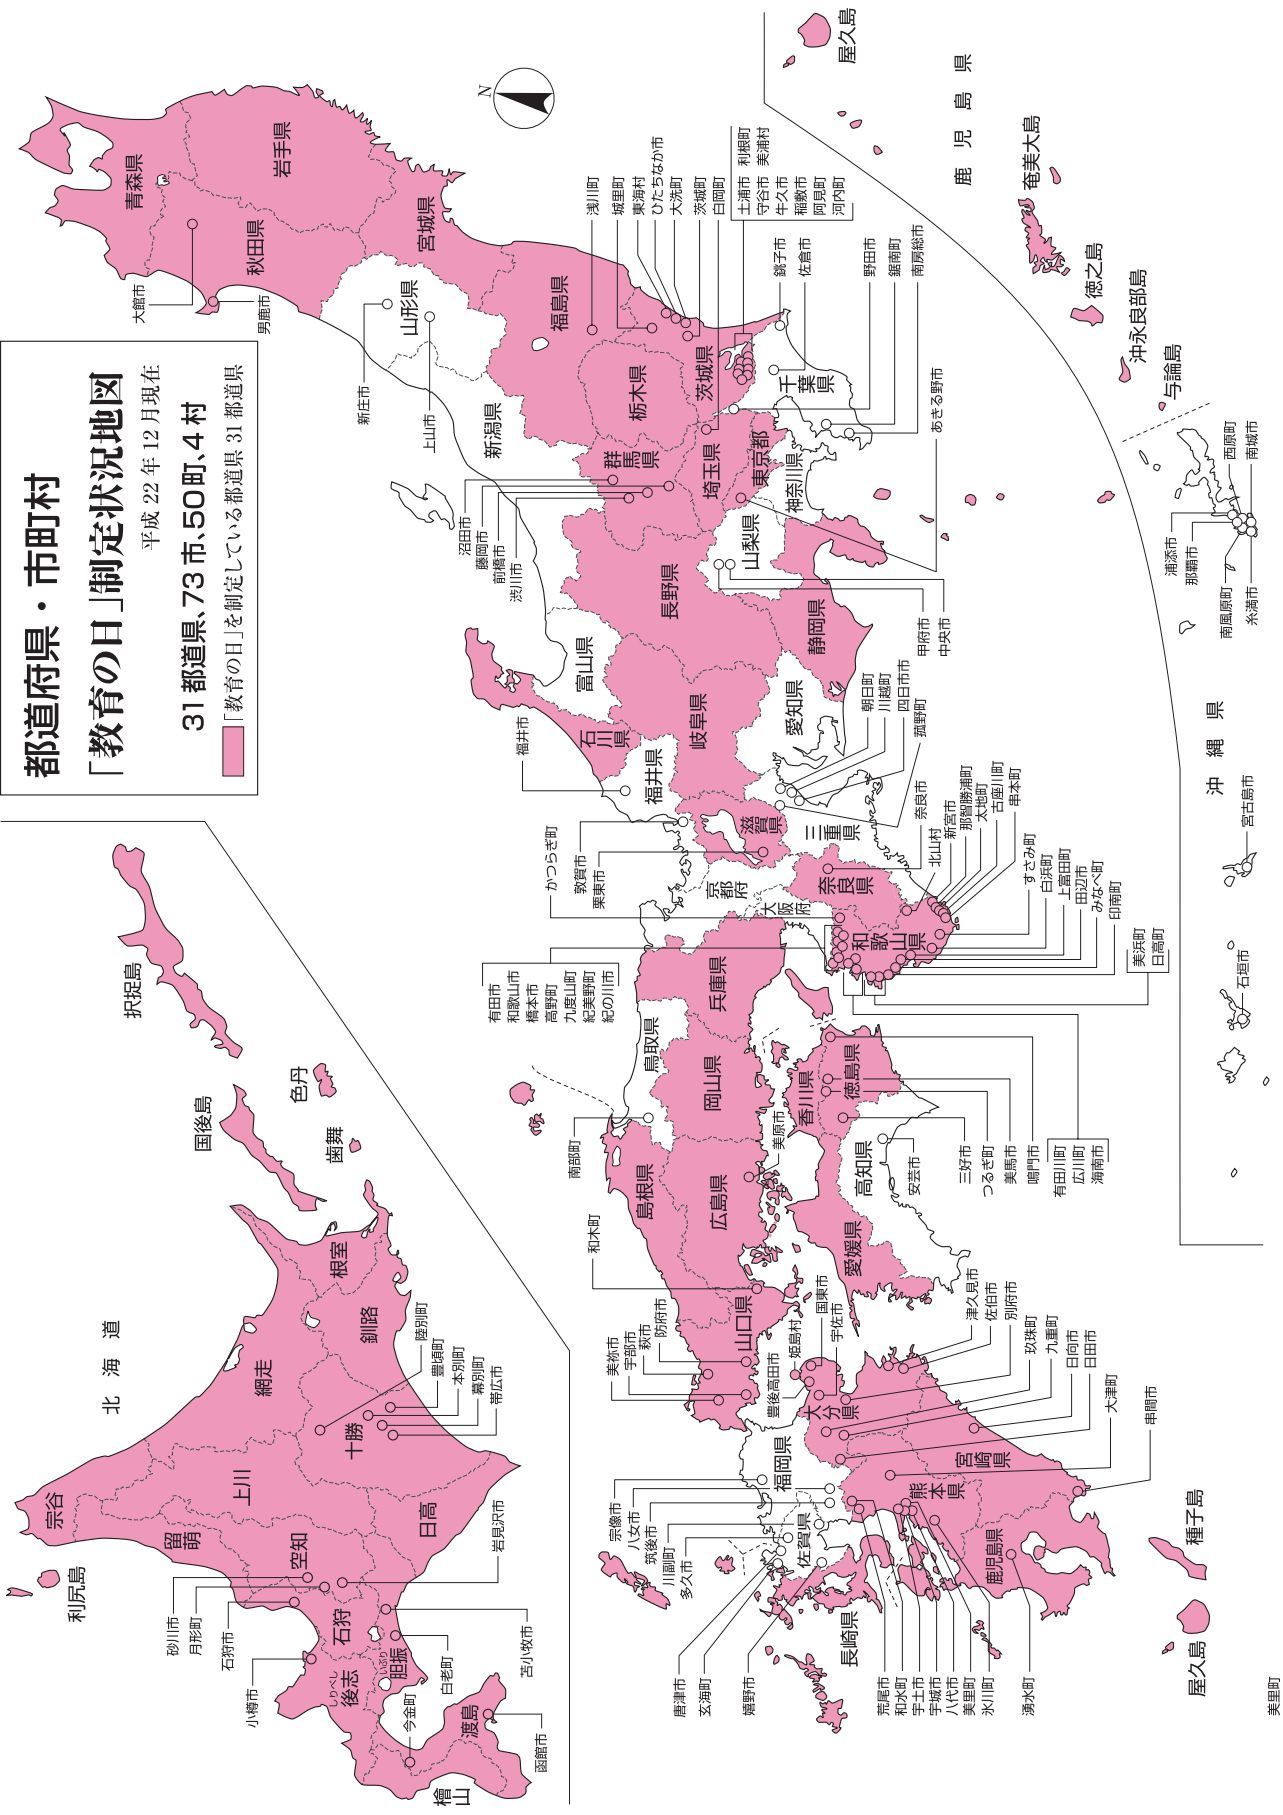 都道府県・市町村
「教育の日」制定状況地図
平成 22 年 12 月現在
31 都道県、73 市、50 町、4 村
「教育の日」を制定している都道県 31 都道県
N
北海道
択捉島
国後島
色丹
歯舞
根室
釧路
網走
十勝
宗谷
上川
留萌
空知
日高
石狩
しりべし
後志
いぶり
胆振
渡島
檜山
利尻島
陸別町
豊頃町
本別町
幕別町
帯広市
岩見沢市
砂川市
月形町
石狩市
小樽市
白老町
苫小牧市
今金町
函館市
青森県
岩手県
秋田県
宮城県
山形県
福島県
新潟県
大館市
男鹿市
新庄市
上山市
浅川町
城里町
東海村
ひたちなか市
大洗町
茨城町
白岡町
土浦市 利根町
守谷市 美浦村
牛久市
稲敷市
阿見町
河内町
銚子市
佐倉市
野田市
鋸南町
南房総市
あきる野市
栃木県
茨城県
群馬県
埼玉県
千葉県
東京都
神奈川県
山梨県
長野県
静岡県
富山県
石川県
岐阜県
愛知県
福井県
滋賀県
三重県
京都府
大阪府
奈良県
和歌山県
兵庫県
沼田市
藤岡市
前橋市
渋川市
甲府市
中央市
福井市
朝日町
川越町
四日市市
菰野町
奈良市
かつらぎ町
敦賀市
栗東市
北山村
新宮市
那智勝浦町
太地町
古座川町
串本町
すさみ町
白浜町
上富田町
田辺市
みなべ町
印南町
美浜町
日高町
有田市
和歌山市
橋本市
高野町
九度山町
紀美野町
紀の川市
有田川町
広川町
海南市
鳥取県
岡山県
島根県
広島県
山口県
香川県
徳島県
高知県
愛媛県
南部町
美原市
和木町
三好市
つるぎ町
美馬市
鳴門市
安芸市
美祢市
宇部市
萩市
防府市
福岡県
佐賀県
長崎県
大分県
熊本県
宮崎県
鹿児島県
姫島村
国東市
宇佐市
豊後高田市
津久見市
佐伯市
別府市
玖珠町
九重町
日向市
日田市
大津町
串間市
宗像市
八女市
筑後市
川副町
多久市
唐津市
玄海町
嬉野市
荒尾市
和水町
宇土市
宇城市
八代市
美里町
氷川町
湧水町
種子島
屋久島
鹿児島県
屋久島
奄美大島
徳之島
沖永良部島
与論島
沖縄県
西原町
南城市
浦添市
那覇市
南風原町
糸満市
宮古島市
石垣市
美里町